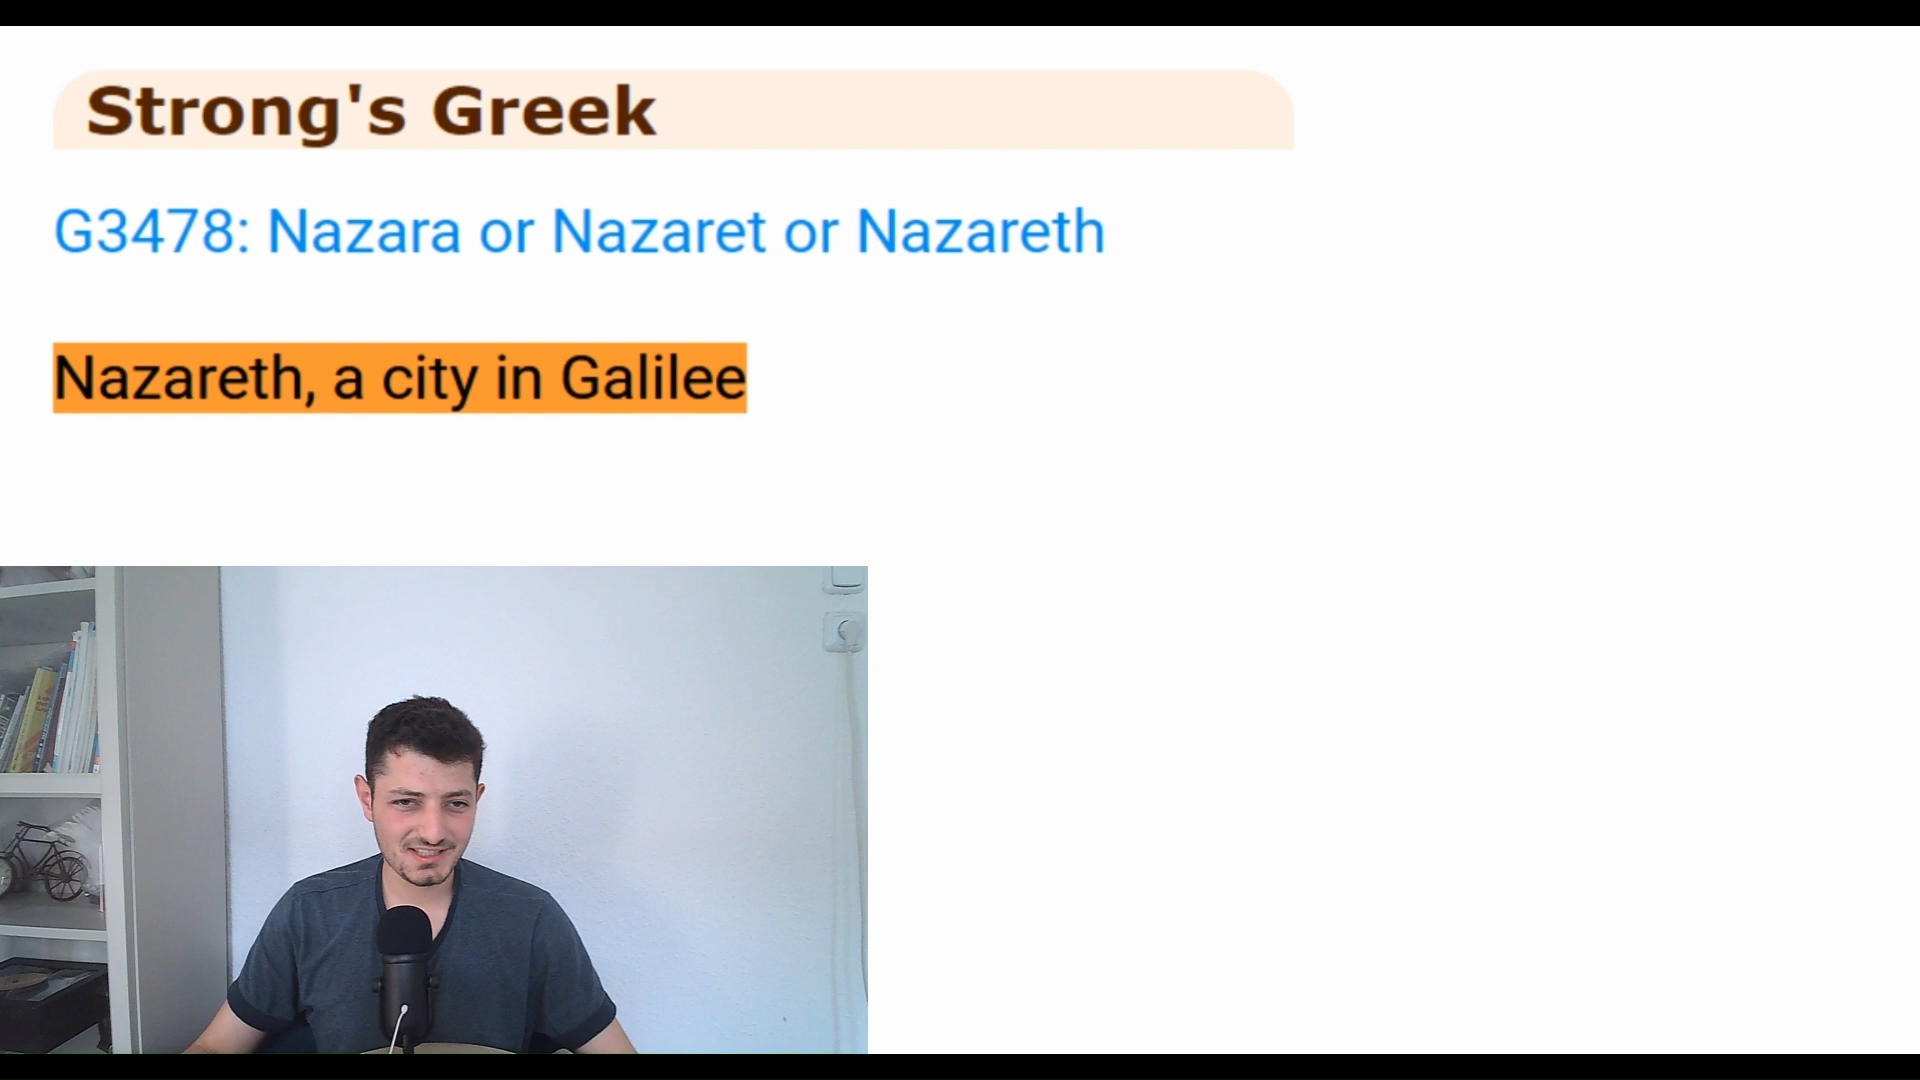 Strong's Greek
G3478: Nazara or Nazaret or Nazareth
Nazareth, a city in Galilee